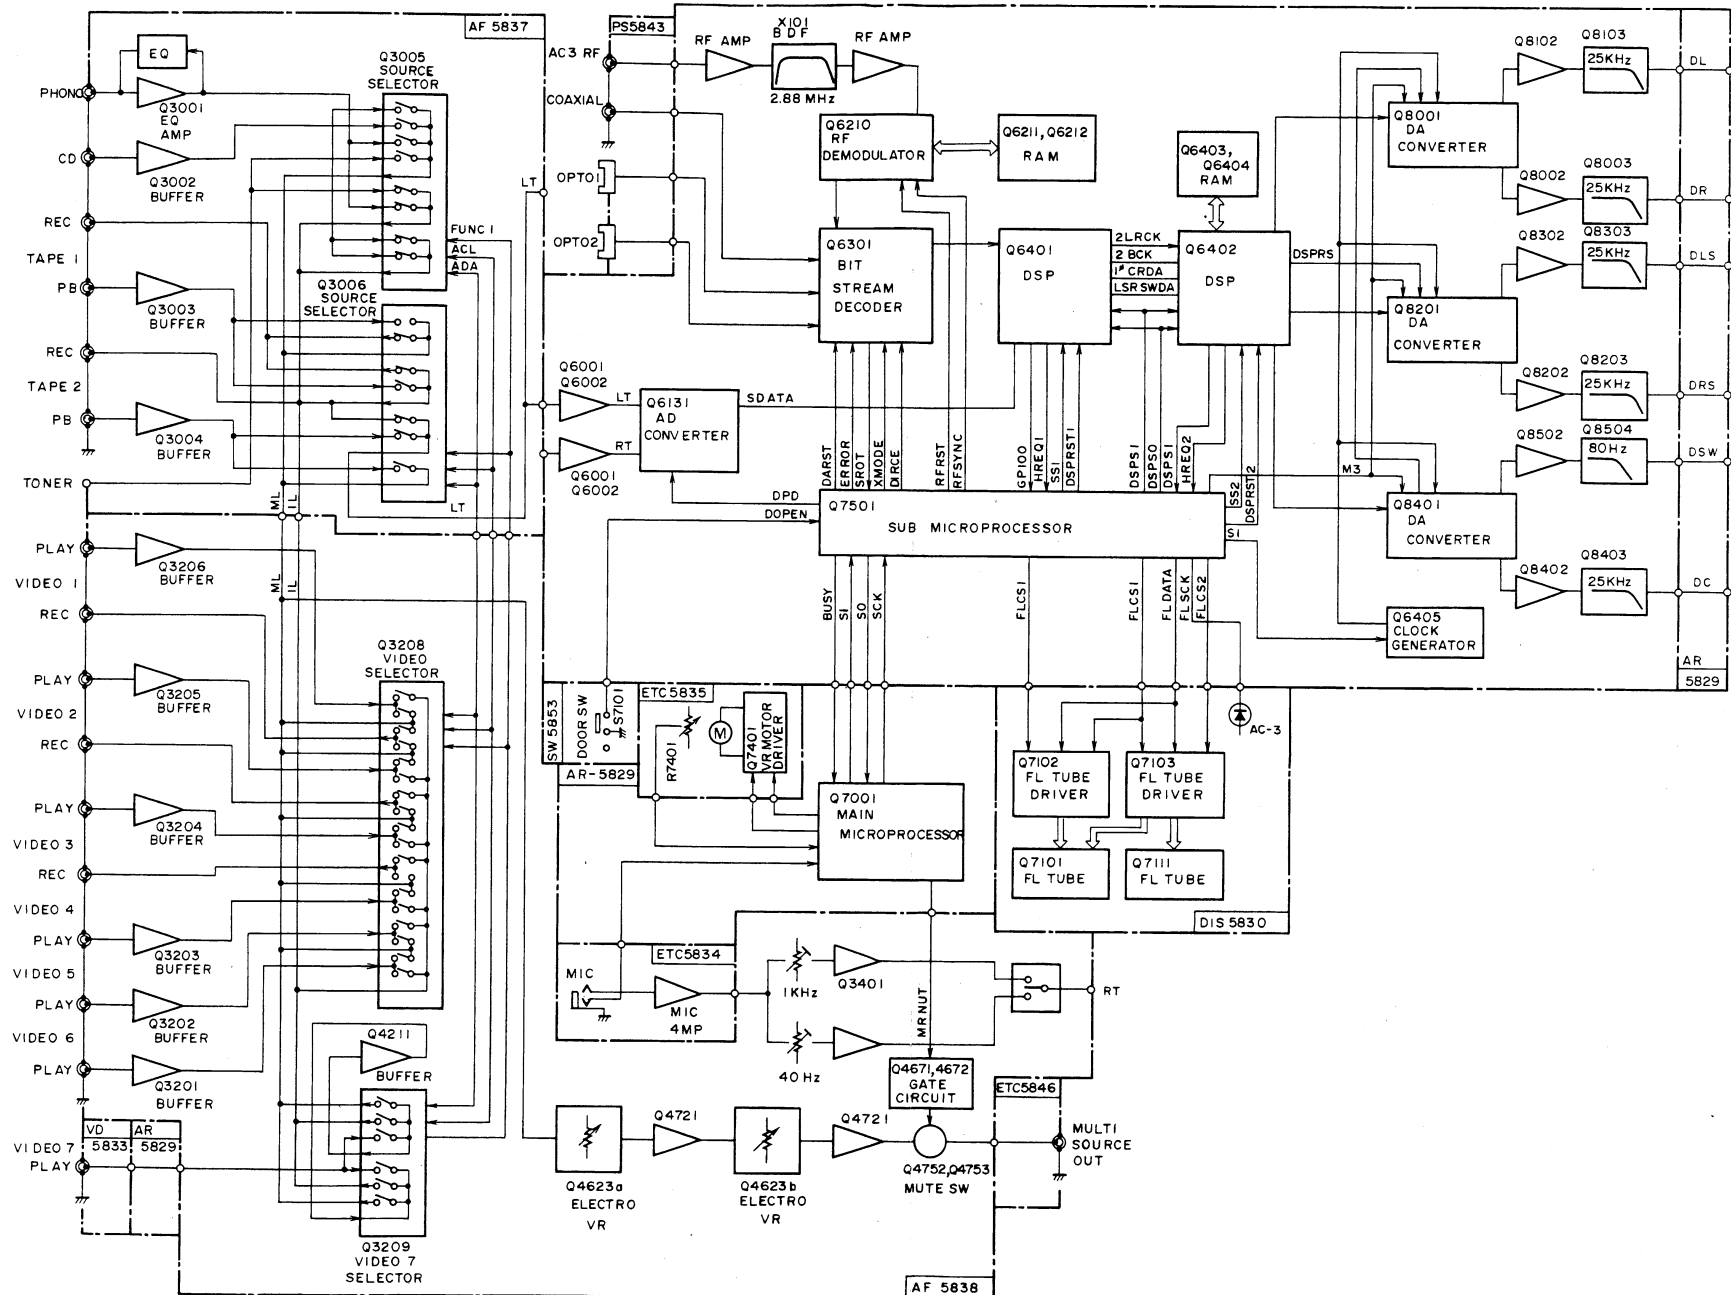 AF 5837
PS5843
EQ
PHONO
Q3001
EQ
AMP
Q3005
SOURCE
SELECTOR
CD
Q3002
BUFFER
REC
TAPE 1
PB
Q3003
BUFFER
REC
TAPE 2
PB
Q3004
BUFFER
TONER
FUNC 1
ACL
ADA
Q3006
SOURCE
SELECTOR
LT
ML
IL
LT
AC3 RF
COAXIAL
OPTO1
OPTO2
RF AMP
X101
BDF
2.88 MHz
RF AMP
Q6210
RF
DEMODULATOR
Q6211, Q6212
RAM
Q6301
BIT
STREAM
DECODER
Q6401
DSP
2LRCK
2 BCK
1# CRDA
LSR SWDA
Q6403,
Q6404
RAM
Q6402
DSP
DSPRS
Q8001
DA
CONVERTER
Q8102
Q8103
25KHz
DL
Q8002
Q8003
25KHz
DR
Q8302
Q8303
25KHz
DLS
Q8201
DA
CONVERTER
Q8202
Q8203
25KHz
DRS
Q8502
Q8504
80Hz
DSW
M3
Q8401
DA
CONVERTER
Q8402
Q8403
25KHz
DC
Q6405
CLOCK
GENERATOR
AR
5829
Q6001
Q6002
LT
RT
Q6001
Q6002
Q6131
AD
CONVERTER
SDATA
DPD
DOPEN
DARST
ERROR
SROT
XMODE
DIRCE
RFRST
RFSYNC
GPIO0
HREQ1
SS1
DSPRST1
DSPS1
DSPS0
DSPS1
HREQ2
SS2
DSPRST2
S1
Q7501
SUB MICROPROCESSOR
BUSY
S1
S0
SCK
FLCS1
FLCS1
FLDATA
FLSCK
FLCS2
PLAY
Q3206
BUFFER
VIDEO 1
REC
ML
IL
PLAY
Q3205
BUFFER
VIDEO 2
REC
Q3208
VIDEO
SELECTOR
PLAY
Q3204
BUFFER
VIDEO 3
REC
VIDEO 4
PLAY
Q3203
BUFFER
VIDEO 5
PLAY
Q3202
BUFFER
VIDEO 6
PLAY
Q3201
BUFFER
Q4211
BUFFER
VD
5833
AR
5829
VIDEO 7
PLAY
Q3209
VIDEO 7
SELECTOR
SW 5853
DOOR SW
S7101
ETC5835
R7401
M
Q7401
VR MOTOR
DRIVER
AR-5829
Q7001
MAIN
MICROPROCESSOR
AC-3
Q7102
FL TUBE
DRIVER
Q7103
FL TUBE
DRIVER
Q7101
FL TUBE
Q7111
FL TUBE
DIS 5830
ETC5834
MIC
MIC
4MP
1KHz
Q3401
40Hz
RT
MRNUT
Q4671,4672
GATE
CIRCUIT
ETC5846
Q4623a
ELECTRO
VR
Q4721
Q4623b
ELECTRO
VR
Q4721
Q4752,Q4753
MUTE SW
MULTI
SOURCE
OUT
AF 5838